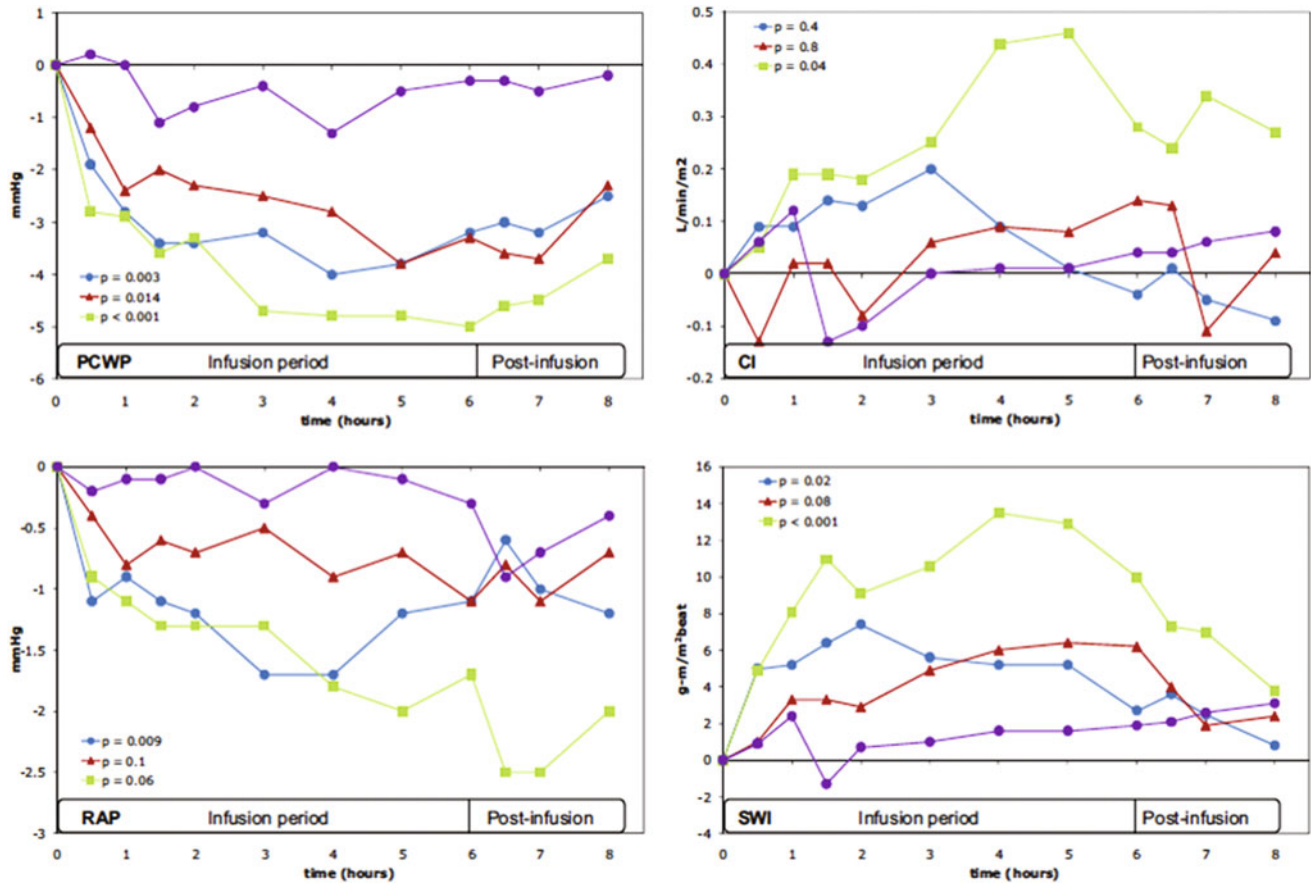 1
0
-1
-2
-3
-4
-5
-6
mmHg
p = 0.003
p = 0.014
p < 0.001
PCWP Infusion period Post-infusion
0 1 2 3 4 5 6 7 8
time (hours)
0.5
0.4
0.3
0.2
0.1
0
-0.1
-0.2
L/min/m2
p = 0.4
p = 0.8
p = 0.04
CI Infusion period Post-infusion
0 1 2 3 4 5 6 7 8
time (hours)
0
-0.5
-1
-1.5
-2
-2.5
-3
mmHg
p = 0.009
p = 0.1
p = 0.06
RAP Infusion period Post-infusion
0 1 2 3 4 5 6 7 8
time (hours)
16
14
12
10
8
6
4
2
0
-2
-4
g-m/m²beat
p = 0.02
p = 0.08
p < 0.001
SWI Infusion period Post-infusion
0 1 2 3 4 5 6 7 8
time (hours)